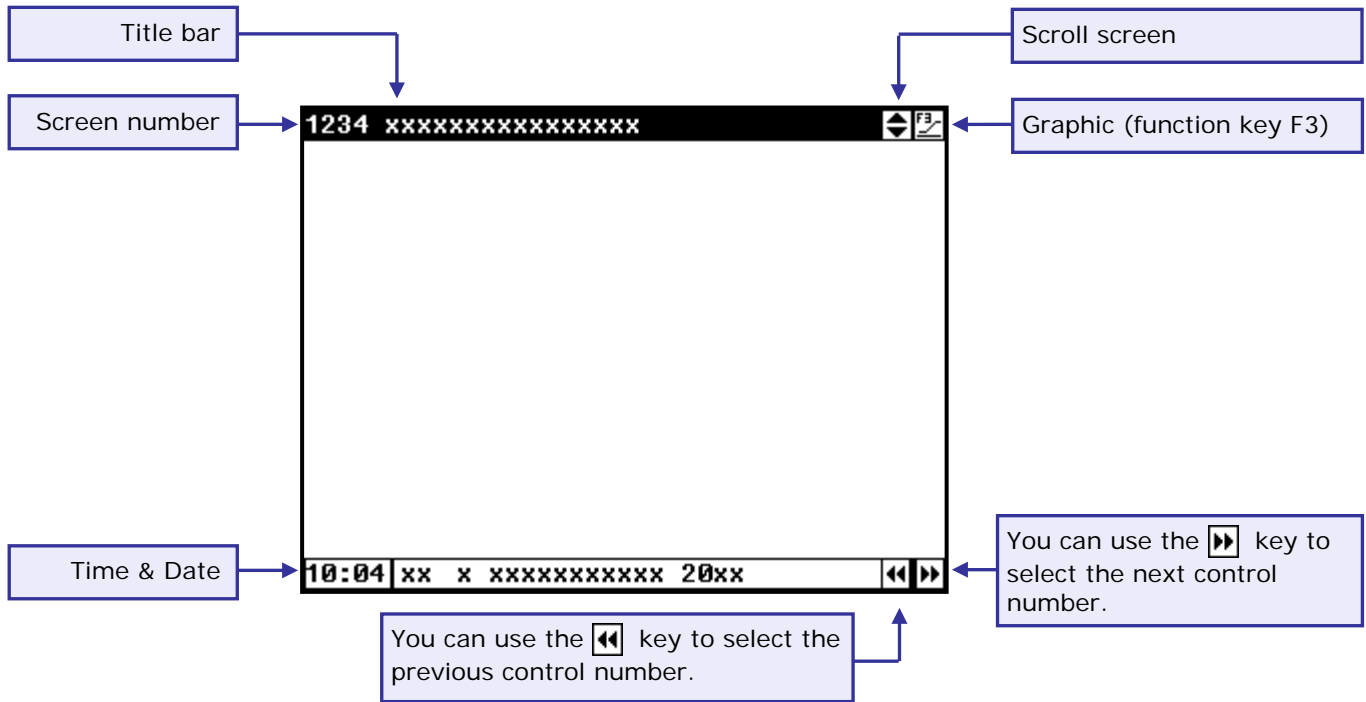 Title bar
Scroll screen
Screen number
1234 xxxxxxxxxxxxxxxx
F3
Graphic (function key F3)
Time & Date
10:04 xx x xxxxxxxxxxx 20xx
You can use the key to
select the next control
number.
You can use the key to select the
previous control number.